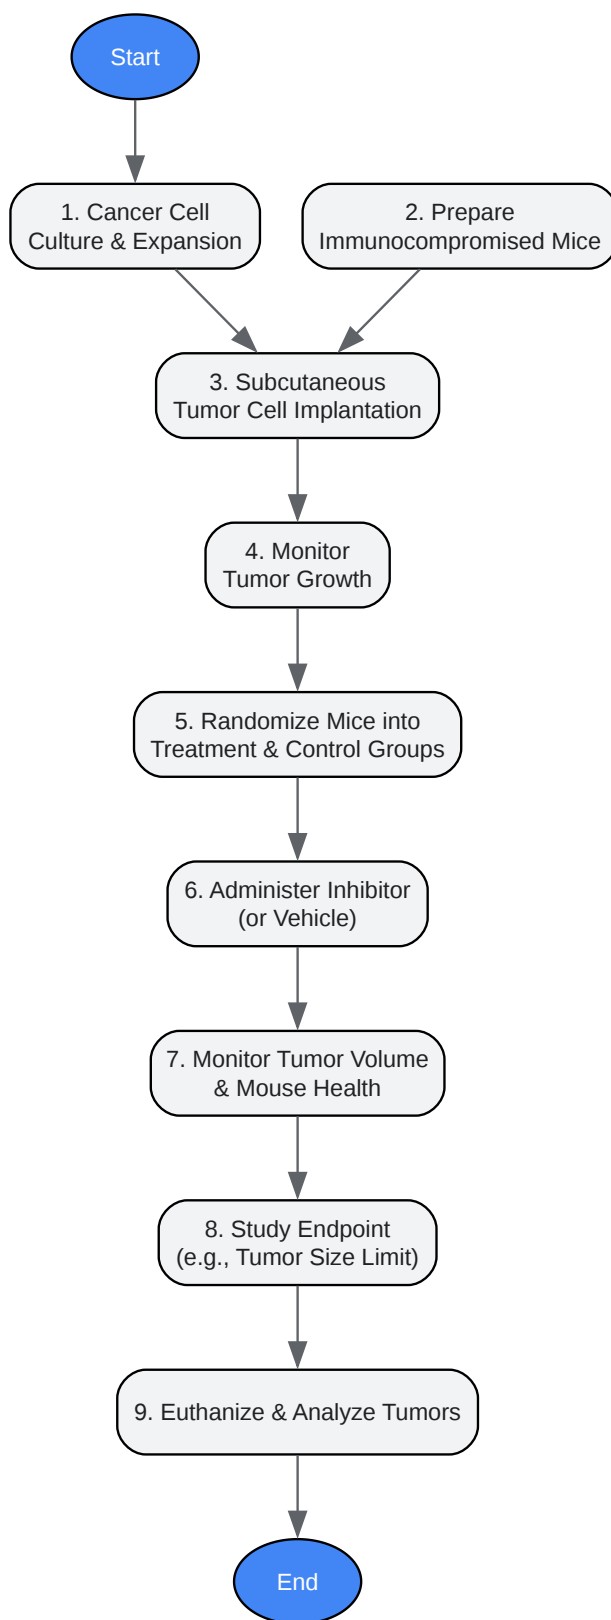 Start
1. Cancer Cell
Culture & Expansion
2. Prepare
Immunocompromised Mice
3. Subcutaneous
Tumor Cell Implantation
4. Monitor
Tumor Growth
5. Randomize Mice into
Treatment & Control Groups
6. Administer Inhibitor
(or Vehicle)
7. Monitor Tumor Volume
& Mouse Health
8. Study Endpoint
(e.g., Tumor Size Limit)
9. Euthanize & Analyze Tumors
End